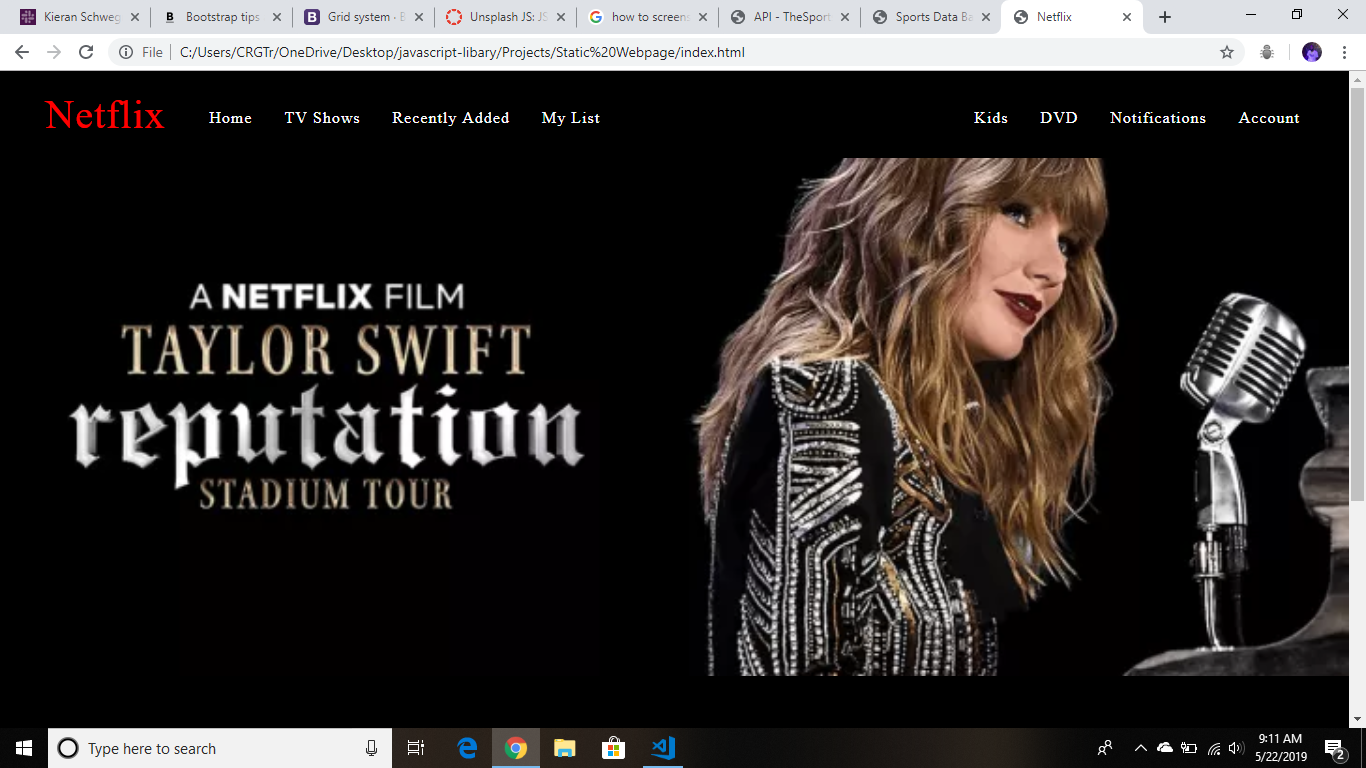 Kieran Schweg
Bootstrap tips
Grid system · B
Unsplash JS: JS
how to screens
API - TheSport
Sports Data Ba
Netflix
File
C:/Users/CRGTr/OneDrive/Desktop/javascript-libary/Projects/Static%20Webpage/index.html
Netflix Home TV Shows Recently Added My List Kids DVD Notifications Account
A NETFLIX FILM
TAYLOR SWIFT
reputation
STADIUM TOUR
Type here to search
9:11 AM
5/22/2019
2